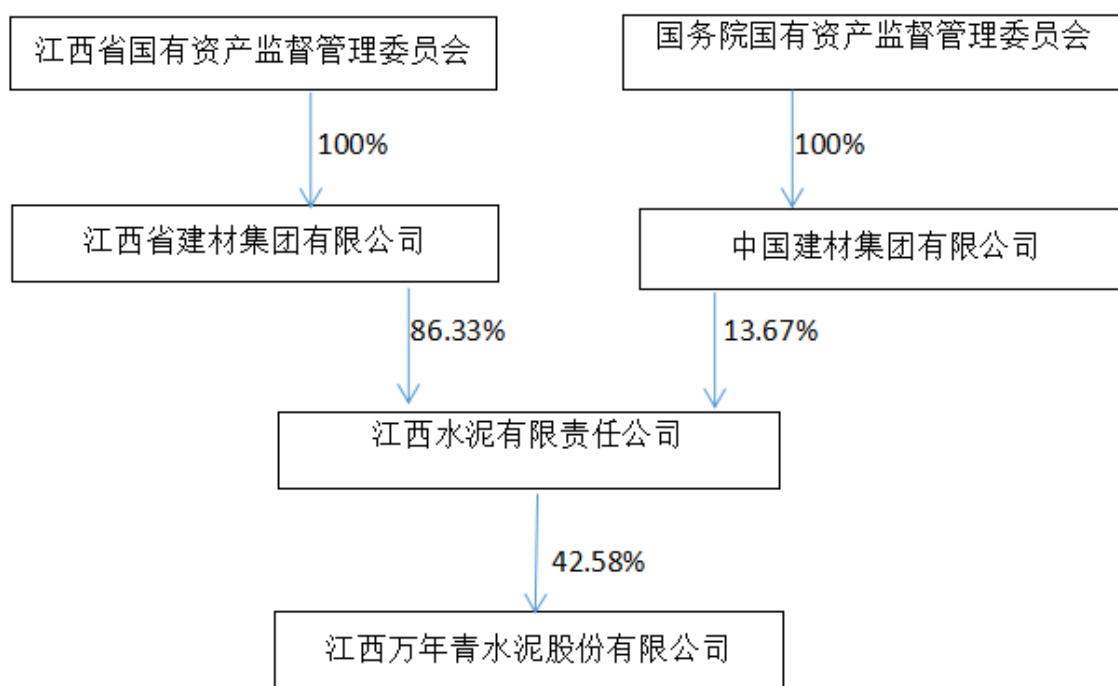 江西省国有资产监督管理委员会
国务院国有资产监督管理委员会
100%
100%
江西省建材集团有限公司
中国建材集团有限公司
86.33%
13.67%
江西水泥有限责任公司
42.58%
江西万年青水泥股份有限公司